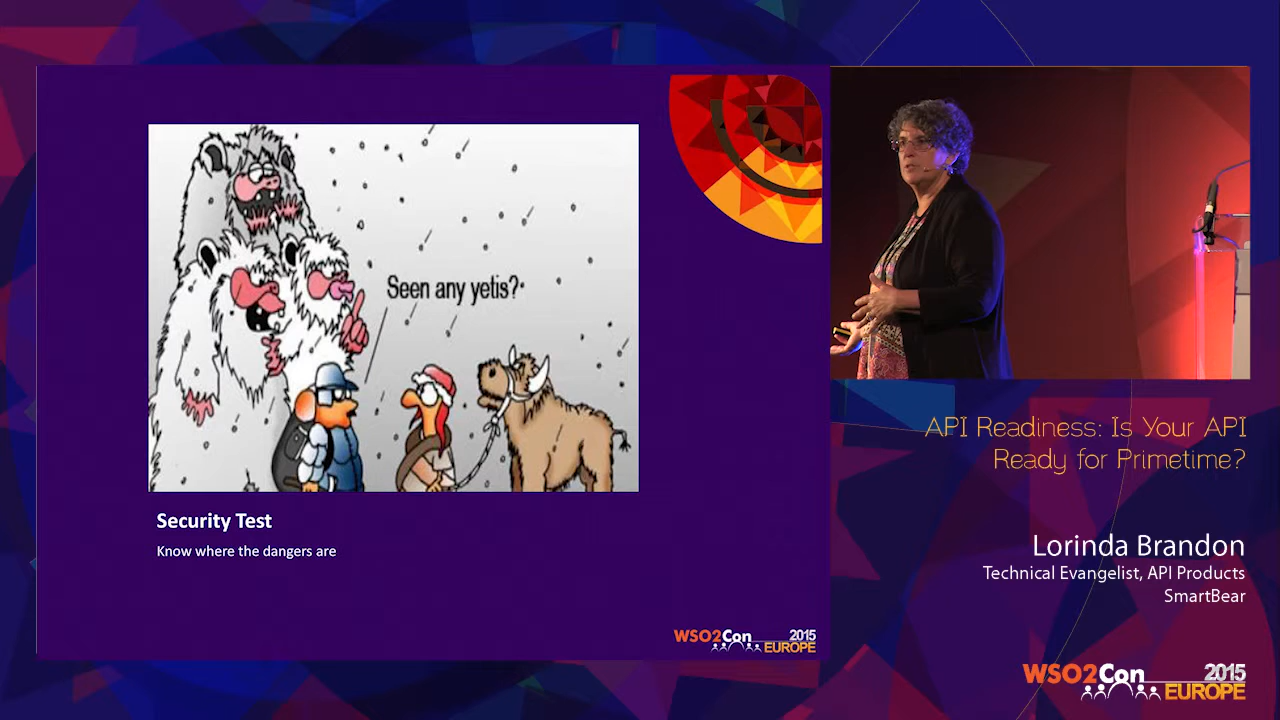 Seen any yetis?
Security Test
Know where the dangers are
WSO2Con 2015
EUROPE
API Readiness: Is Your API
Ready for Primetime?
Lorinda Brandon
Technical Evangelist, API Products
SmartBear
WSO2Con 2015
EUROPE